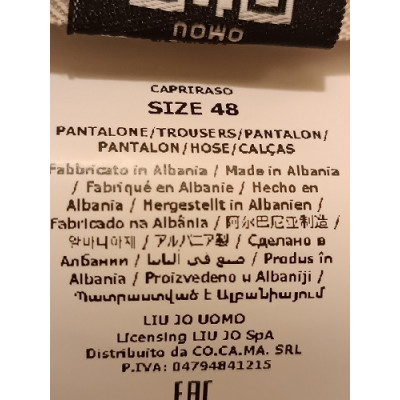 UOMO
CAPRIRASO
SIZE 48
PANTALONE/TROUSERS/PANTALON/
PANTALON/HOSE/CALÇAS
Fabbricato in Albania / Made in Albania
/ Fabriqué en Albanie / Hecho en
Albania / Hergestellt in Albanien /
Fabricado na Albânia / 阿尔巴尼亚制造 /
알바니아제 / アルバニア製 / Сделано в
Албании / صنع في ألبانيا / Produs în
Albania / Proizvedeno u Albaniji /
Պատրաստված է Ալբանիայում
LIU JO UOMO
Licensing LIU JO SpA
Distribuito da CO.CA.MA. SRL
P.IVA: 04794841215
EAC